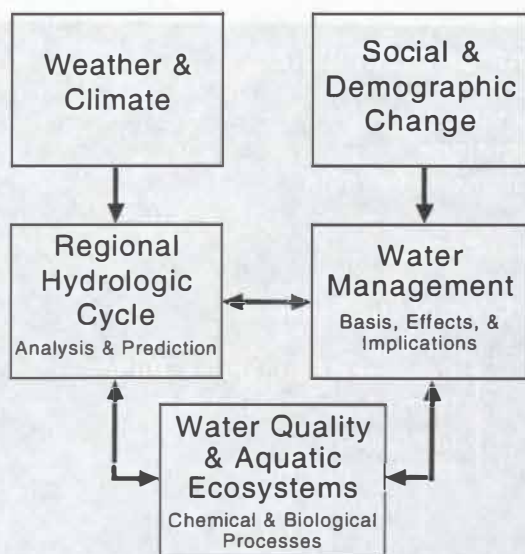 Weather &
Climate
Social &
Demographic
Change
Regional
Hydrologic
Cycle
Analysis & Prediction
Water
Management
Basis, Effects, &
Implications
Water Quality
& Aquatic
Ecosystems
Chemical & Biological
Processes